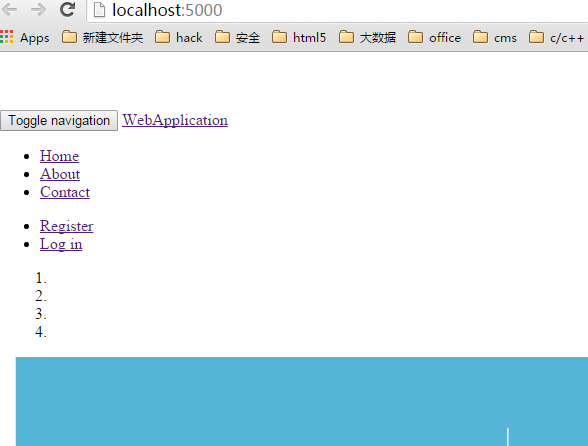 localhost:5000
Apps 新建文件夹 hack 安全 html5 大数据 office cms c/c++
Toggle navigation WebApplication
Home
About
Contact
Register
Log in
1.
2.
3.
4.